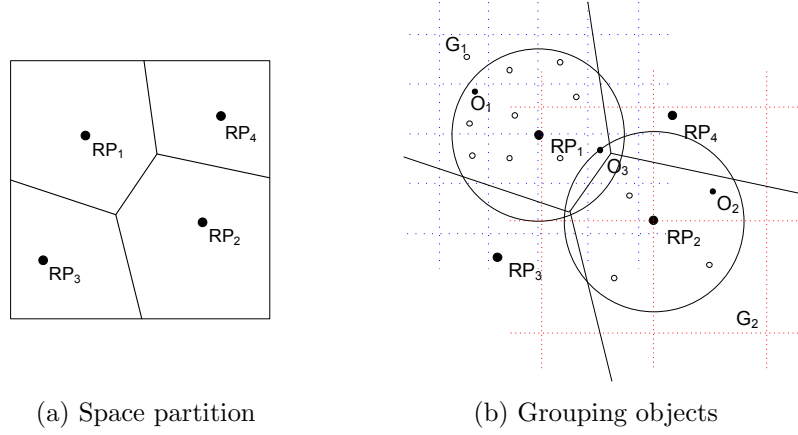 RP₁
RP₄
RP₂
RP₃
(a) Space partition
G₁
O₁
RP₁
RP₄
O₃
O₂
RP₂
RP₃
G₂
(b) Grouping objects